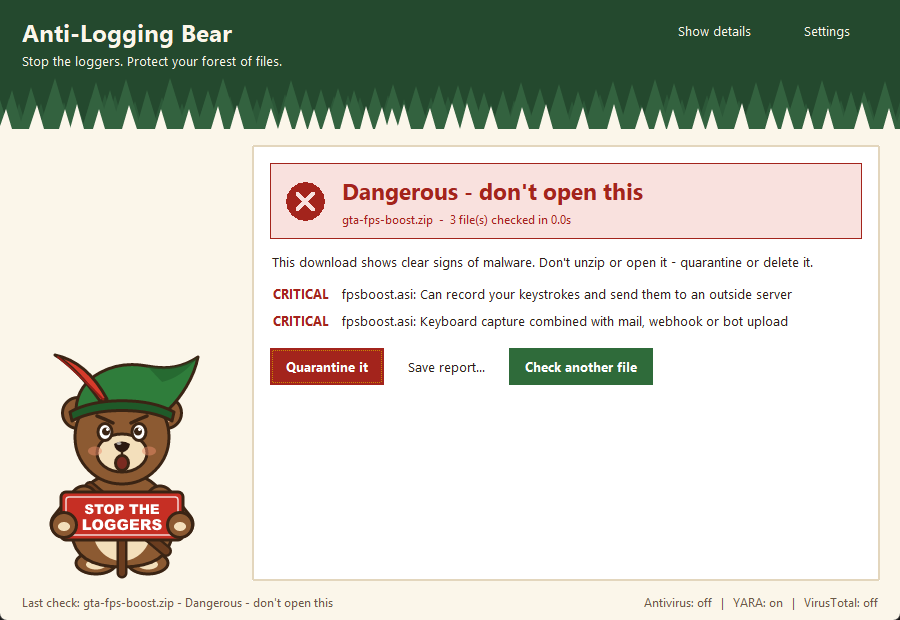 Anti-Logging Bear
Show details
Settings
Stop the loggers. Protect your forest of files.
Dangerous - don't open this
gta-fps-boost.zip - 3 file(s) checked in 0.0s
This download shows clear signs of malware. Don't unzip or open it - quarantine or delete it.
CRITICAL fpsboost.asi: Can record your keystrokes and send them to an outside server
CRITICAL fpsboost.asi: Keyboard capture combined with mail, webhook or bot upload
Quarantine it
Save report...
Check another file
STOP THE
LOGGERS
Last check: gta-fps-boost.zip - Dangerous - don't open this
Antivirus: off | YARA: on | VirusTotal: off